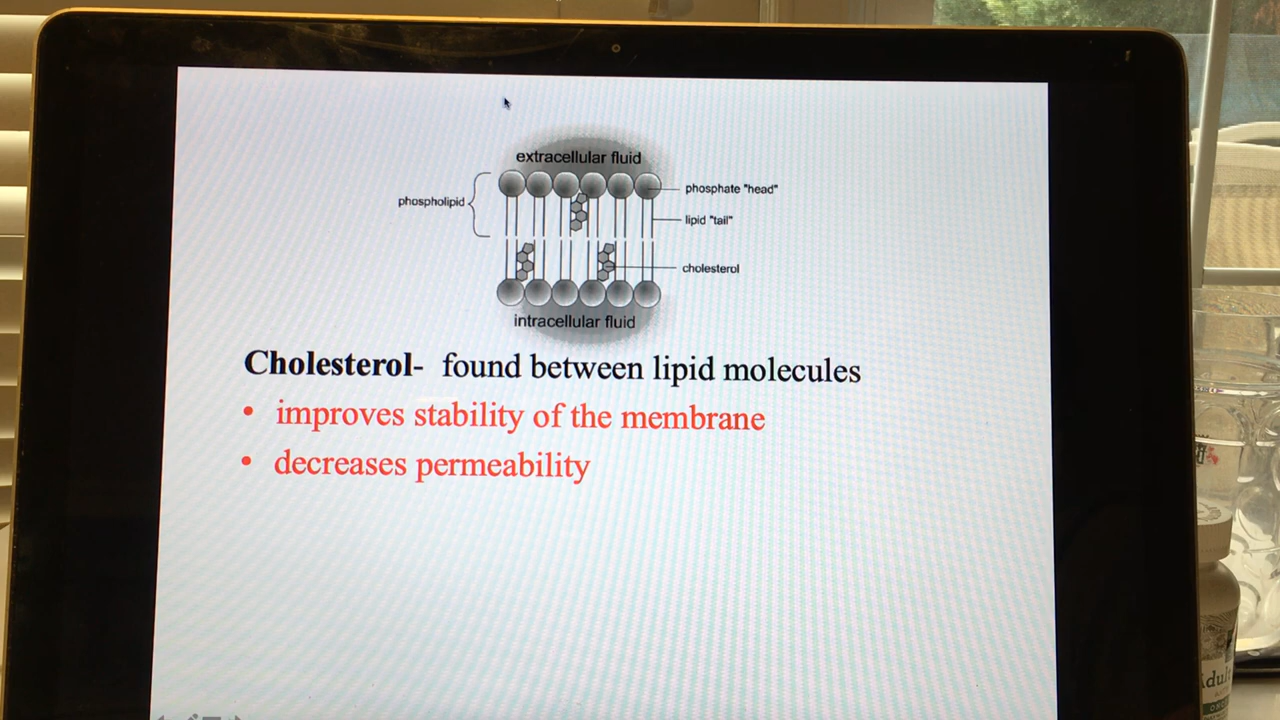 extracellular fluid
phospholipid
phosphate "head"
lipid "tail"
cholesterol
intracellular fluid
Cholesterol- found between lipid molecules
• improves stability of the membrane
• decreases permeability